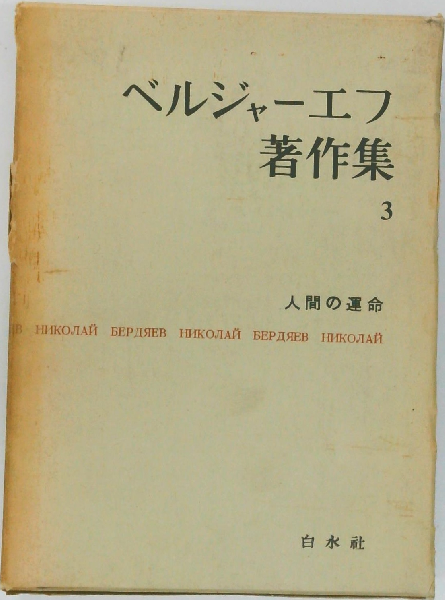 ベルジャーエフ
著作集
3
人間の運命
ЕВ НИКОЛАЙ БЕРДЯЕВ НИКОЛАЙ БЕРДЯЕВ НИКОЛАЙ
白水社